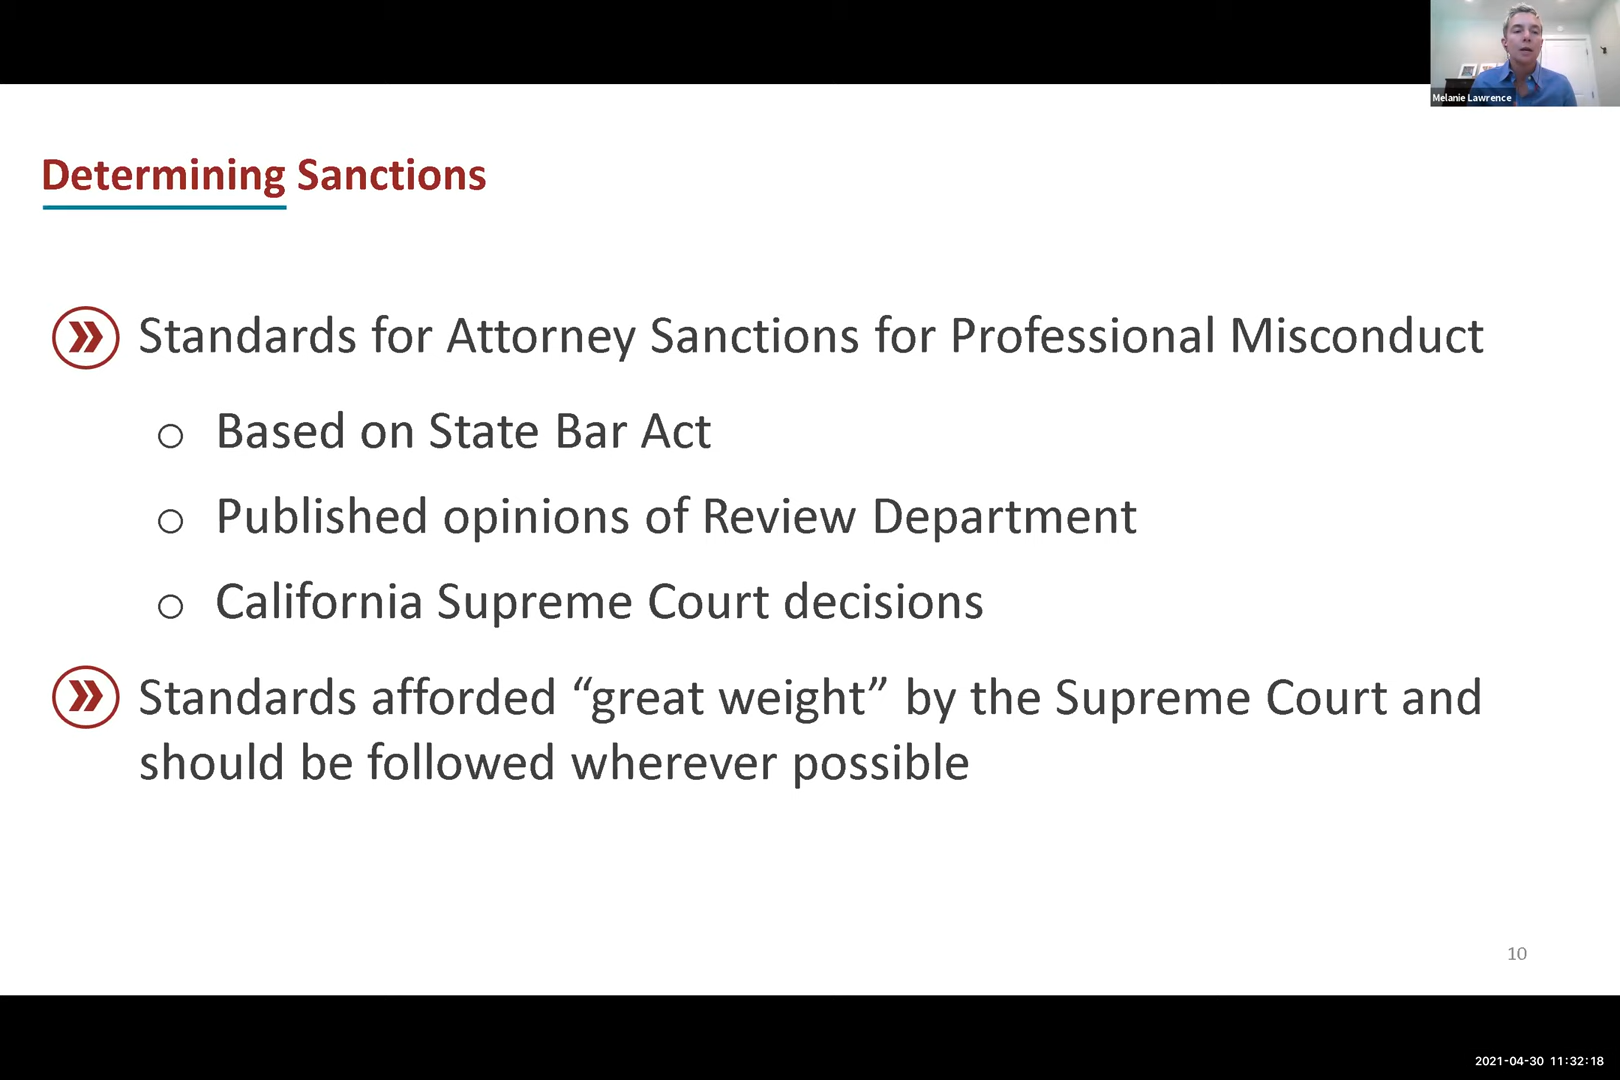 Melanie Lawrence
Determining Sanctions
Standards for Attorney Sanctions for Professional Misconduct
Based on State Bar Act
Published opinions of Review Department
California Supreme Court decisions
Standards afforded “great weight” by the Supreme Court and
should be followed wherever possible
10
2021-04-30 11:32:18